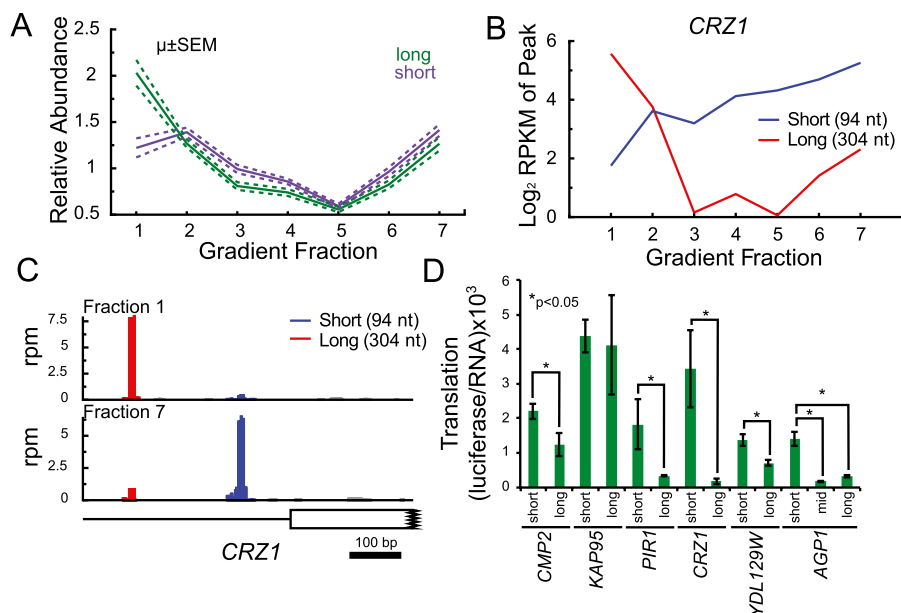 A
μ±SEM
long
short
Relative Abundance
2.5
2
1.5
1
0.5
1 2 3 4 5 6 7
Gradient Fraction
B
CRZ1
Log₂ RPKM of Peak
6
4
2
0
Short (94 nt)
Long (304 nt)
1 2 3 4 5 6 7
Gradient Fraction
C
Fraction 1
rpm
7.5
5
2.5
0
Short (94 nt)
Long (304 nt)
Fraction 7
rpm
5
2.5
0
CRZ1
100 bp
D
Translation
(luciferase/RNA)x10³
6
5
4
3
2
1
0
*p<0.05
* * * * * *
short long short long short long short long short long short mid long
CMP2 KAP95 PIR1 CRZ1 YDL129W AGP1